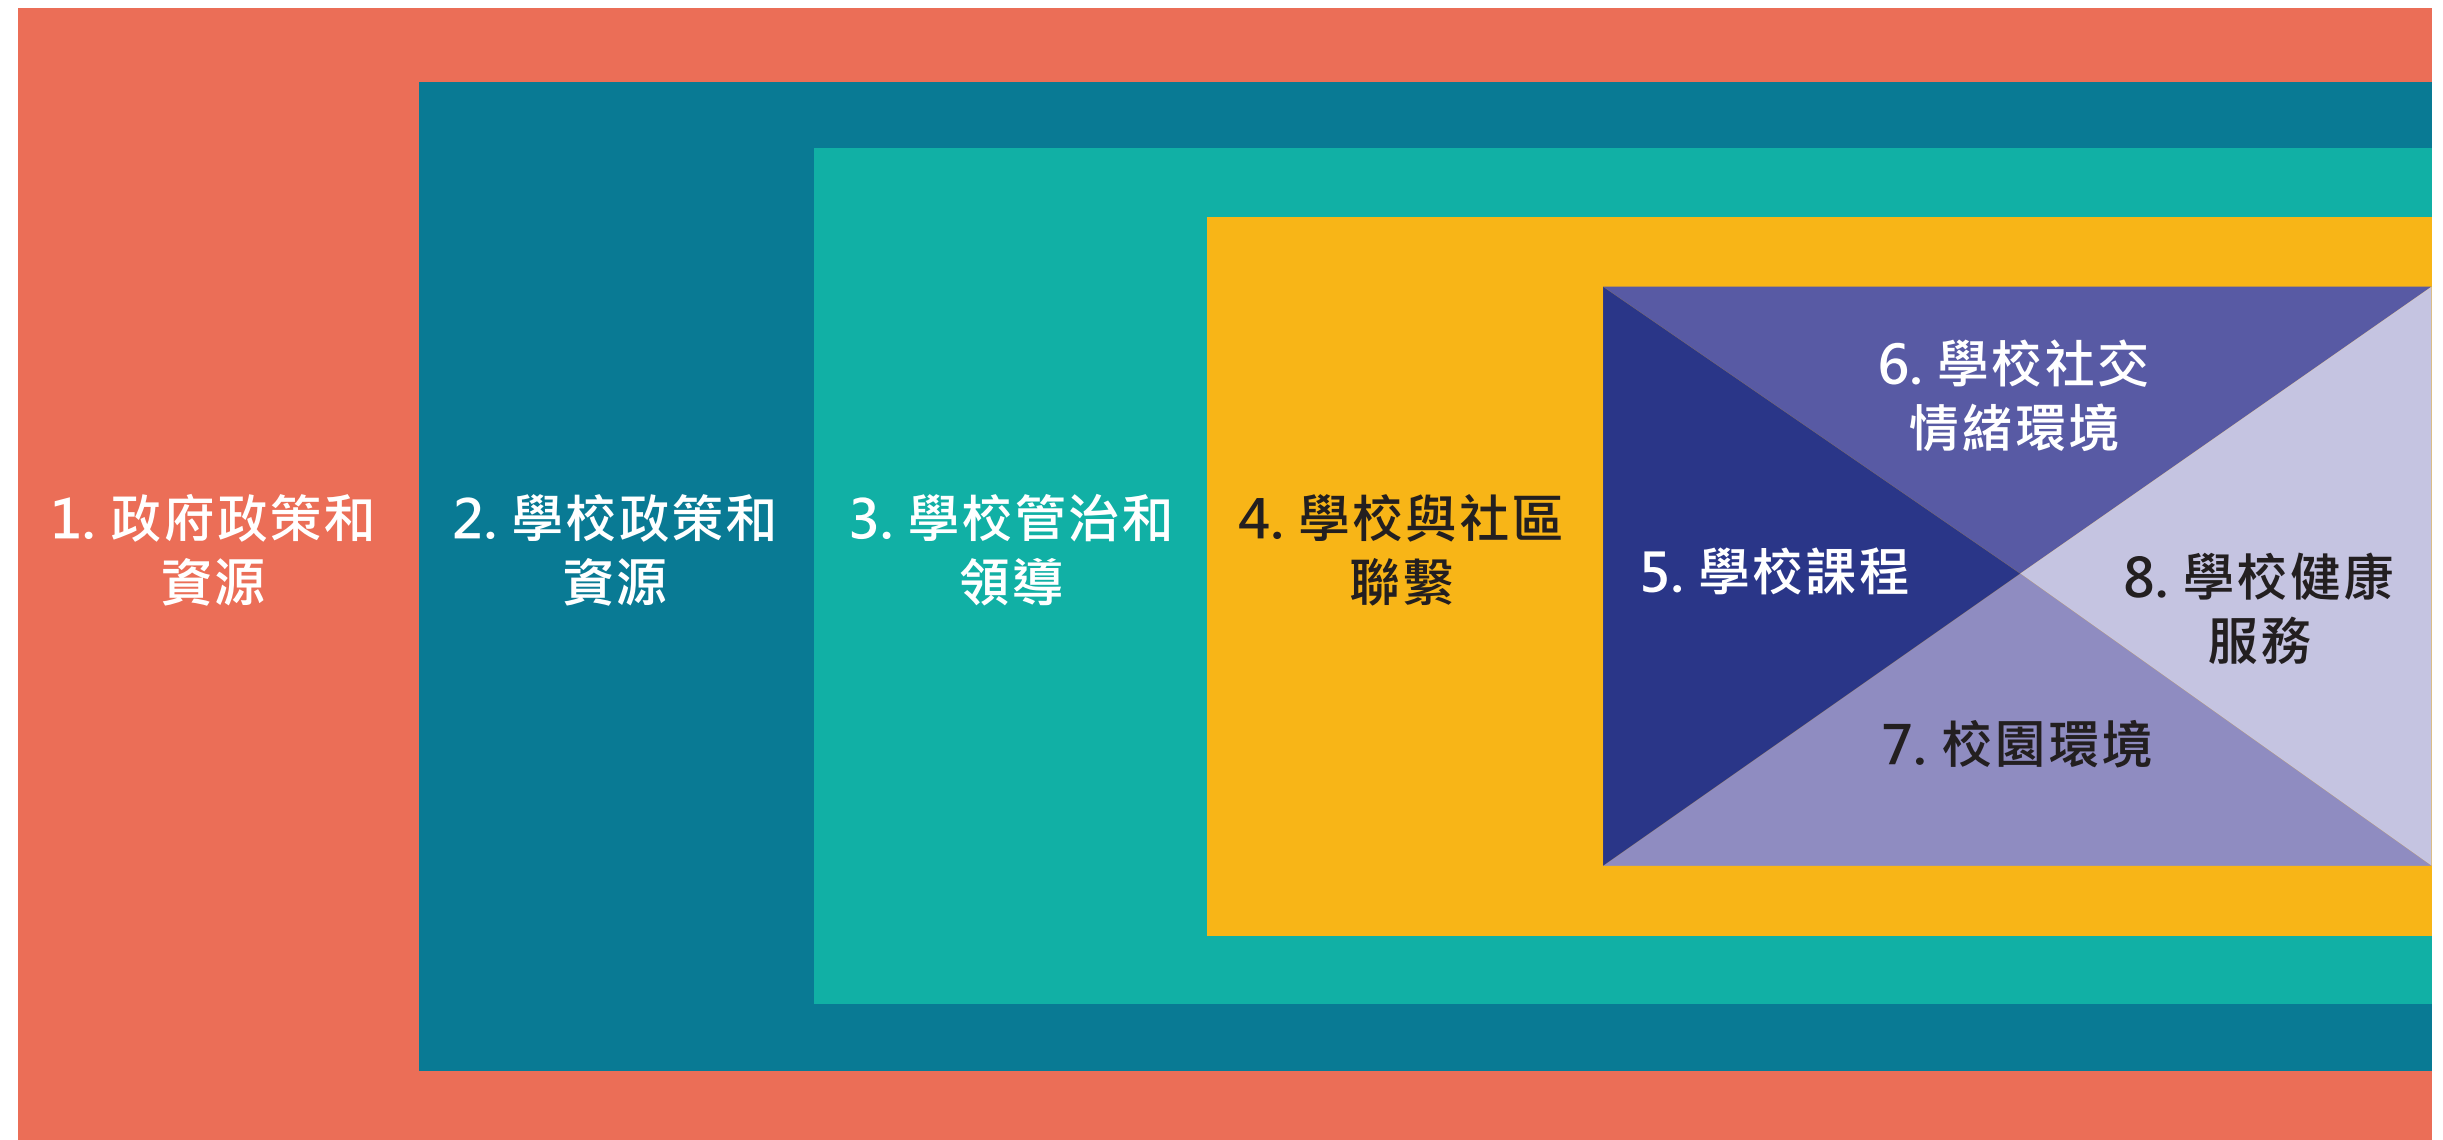 1. 政府政策和
資源
2. 學校政策和
資源
3. 學校管治和
領導
4. 學校與社區
聯繫
5. 學校課程
6. 學校社交
情緒環境
7. 校園環境
8. 學校健康
服務